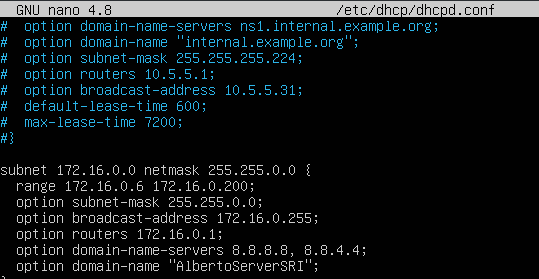 GNU nano 4.8 /etc/dhcp/dhcpd.conf
#  option domain-name-servers ns1.internal.example.org;
#  option domain-name "internal.example.org";
#  option subnet-mask 255.255.255.224;
#  option routers 10.5.5.1;
#  option broadcast-address 10.5.5.31;
#  default-lease-time 600;
#  max-lease-time 7200;
#}

subnet 172.16.0.0 netmask 255.255.0.0 {
  range 172.16.0.6 172.16.0.200;
  option subnet-mask 255.255.0.0;
  option broadcast-address 172.16.0.255;
  option routers 172.16.0.1;
  option domain-name-servers 8.8.8.8, 8.8.4.4;
  option domain-name "AlbertoServerSRI";